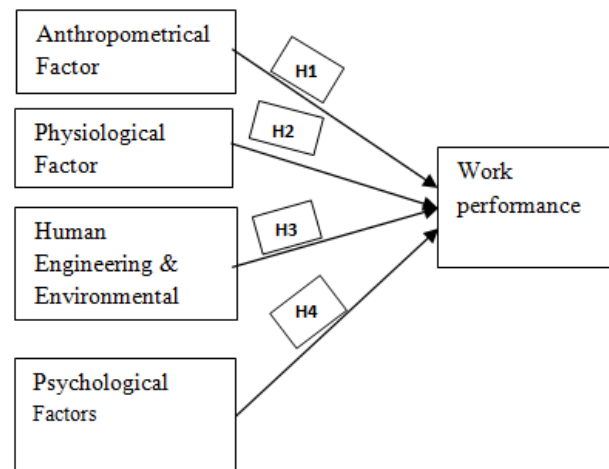 Anthropometrical
Factor
H1
Physiological
Factor
H2
Human
Engineering &
Environmental
H3
Psychological
Factors
H4
Work
performance